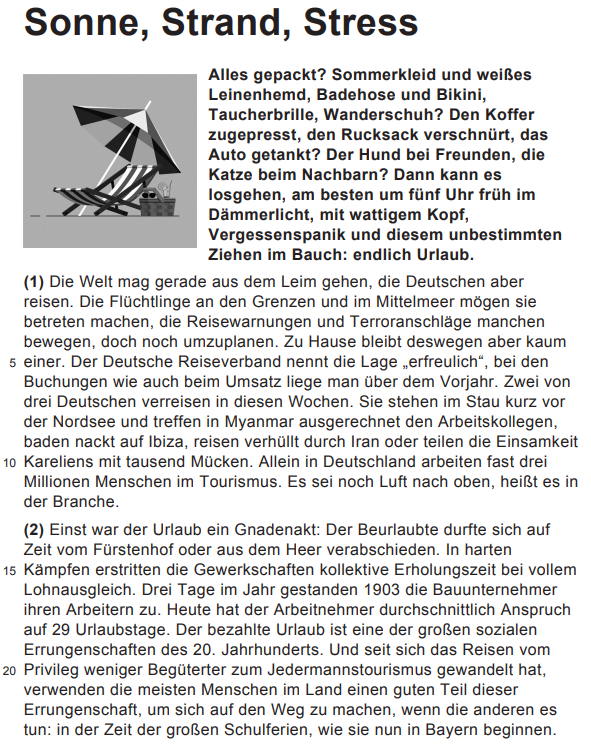 Sonne, Strand, Stress
Alles gepackt? Sommerkleid und weißes
Leinenhemd, Badehose und Bikini,
Taucherbrille, Wanderschuh? Den Koffer
zugepresst, den Rucksack verschnürt, das
Auto getankt? Der Hund bei Freunden, die
Katze beim Nachbarn? Dann kann es
losgehen, am besten um fünf Uhr früh im
Dämmerlicht, mit wattigem Kopf,
Vergessenspanik und diesem unbestimmten
Ziehen im Bauch: endlich Urlaub.
(1) Die Welt mag gerade aus dem Leim gehen, die Deutschen aber
reisen. Die Flüchtlinge an den Grenzen und im Mittelmeer mögen sie
betreten machen, die Reisewarnungen und Terroranschläge manchen
bewegen, doch noch umzuplanen. Zu Hause bleibt deswegen aber kaum
5 einer. Der Deutsche Reiseverband nennt die Lage „erfreulich“, bei den
Buchungen wie auch beim Umsatz liege man über dem Vorjahr. Zwei von
drei Deutschen verreisen in diesen Wochen. Sie stehen im Stau kurz vor
der Nordsee und treffen in Myanmar ausgerechnet den Arbeitskollegen,
baden nackt auf Ibiza, reisen verhüllt durch Iran oder teilen die Einsamkeit
10 Kareliens mit tausend Mücken. Allein in Deutschland arbeiten fast drei
Millionen Menschen im Tourismus. Es sei noch Luft nach oben, heißt es in
der Branche.
(2) Einst war der Urlaub ein Gnadenakt: Der Beurlaubte durfte sich auf
Zeit vom Fürstenhof oder aus dem Heer verabschieden. In harten
15 Kämpfen erstritten die Gewerkschaften kollektive Erholungszeit bei vollem
Lohnausgleich. Drei Tage im Jahr gestanden 1903 die Bauunternehmer
ihren Arbeitern zu. Heute hat der Arbeitnehmer durchschnittlich Anspruch
auf 29 Urlaubstage. Der bezahlte Urlaub ist eine der großen sozialen
Errungenschaften des 20. Jahrhunderts. Und seit sich das Reisen vom
20 Privileg weniger Begüterter zum Jedermannstourismus gewandelt hat,
verwenden die meisten Menschen im Land einen guten Teil dieser
Errungenschaft, um sich auf den Weg zu machen, wenn die anderen es
tun: in der Zeit der großen Schulferien, wie sie nun in Bayern beginnen.